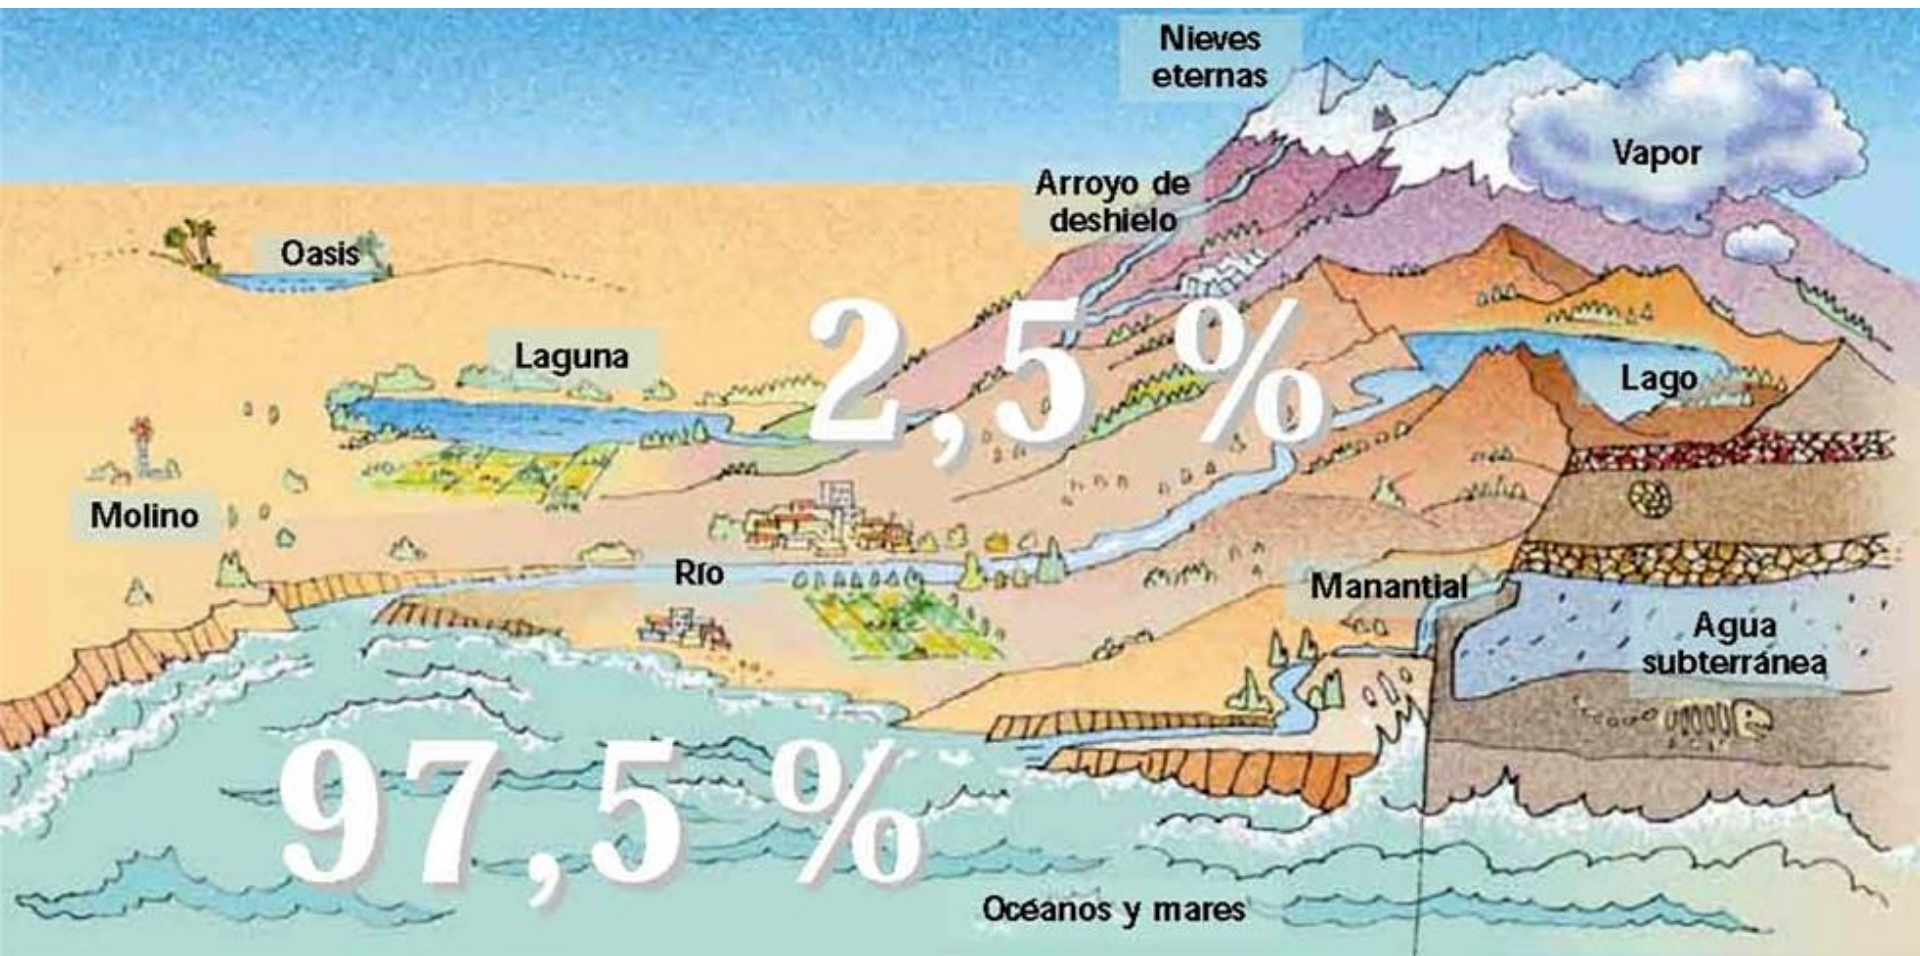 Nieves
eternas
Vapor
Arroyo de
deshielo
Oasis
2,5 %
Laguna
Lago
Molino
Río
Manantial
Agua
subterránea
97,5 %
Océanos y mares